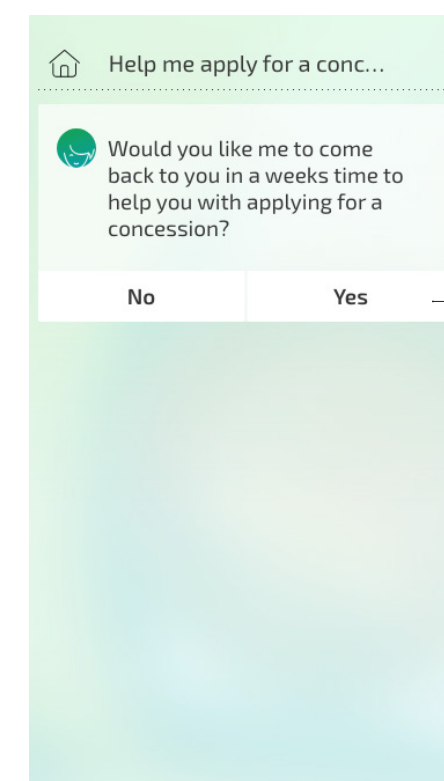 Help me apply for a conc...
Would you like me to come
back to you in a weeks time to
help you with applying for a
concession?
No Yes